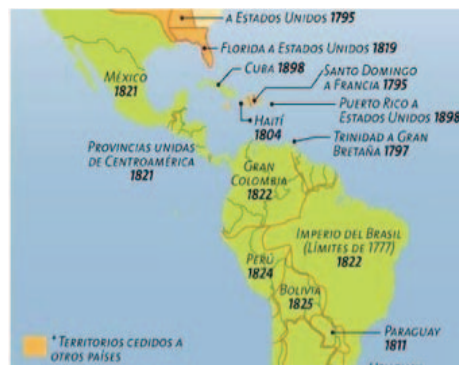 A ESTADOS UNIDOS 1795
FLORIDA A ESTADOS UNIDOS 1819
CUBA 1898
MÉXICO
1821
SANTO DOMINGO
A FRANCIA 1795
PUERTO RICO A
ESTADOS UNIDOS 1898
HAITÍ
1804
TRINIDAD A GRAN
BRETAÑA 1797
PROVINCIAS UNIDAS
DE CENTROAMÉRICA
1821
GRAN
COLOMBIA
1822
IMPERIO DEL BRASIL
(LÍMITES DE 1777)
1822
PERÚ
1824
BOLIVIA
1825
PARAGUAY
1811
* TERRITORIOS CEDIDOS A
OTROS PAÍSES